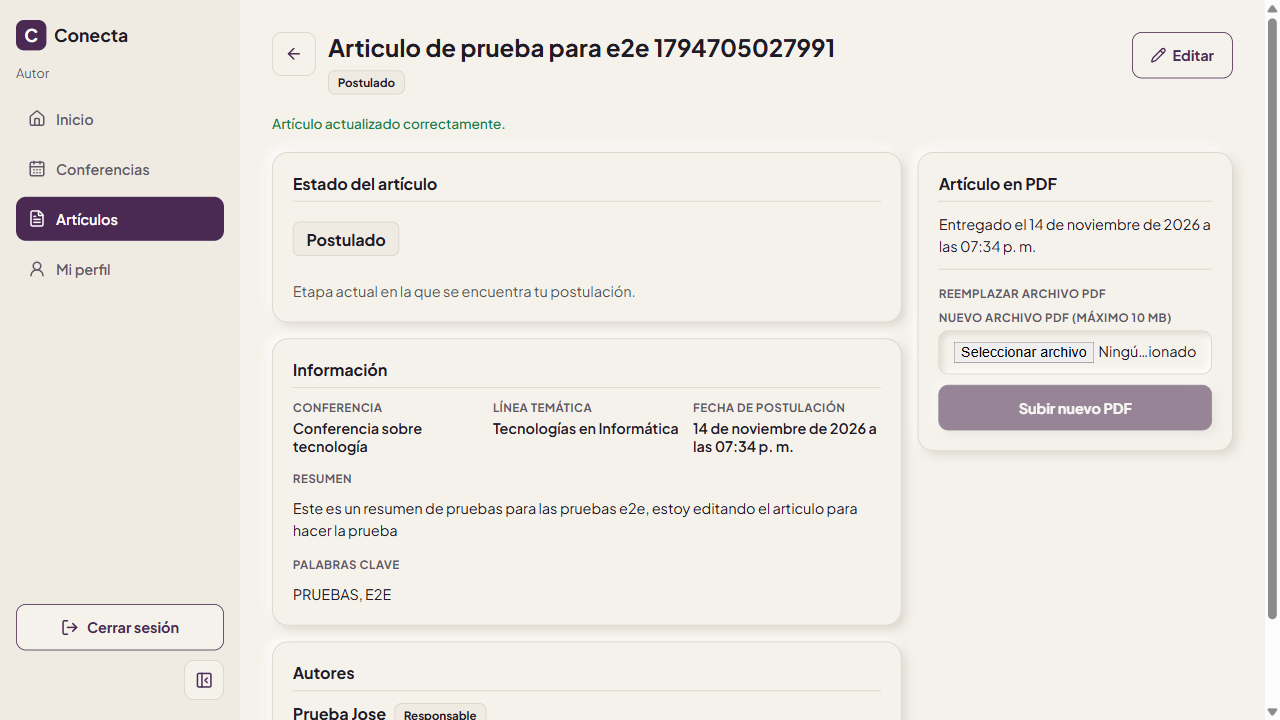 C Conecta
Autor
Inicio
Conferencias
Artículos
Mi perfil
Cerrar sesión
Articulo de prueba para e2e 1794705027991
Postulado
Editar
Artículo actualizado correctamente.
Estado del artículo
Postulado
Etapa actual en la que se encuentra tu postulación.
Información
CONFERENCIA
Conferencia sobre
tecnología
LÍNEA TEMÁTICA
Tecnologías en Informática
FECHA DE POSTULACIÓN
14 de noviembre de 2026 a
las 07:34 p. m.
RESUMEN
Este es un resumen de pruebas para las pruebas e2e, estoy editando el articulo para
hacer la prueba
PALABRAS CLAVE
PRUEBAS, E2E
Autores
Prueba Jose Responsable
Artículo en PDF
Entregado el 14 de noviembre de 2026 a
las 07:34 p. m.
REEMPLAZAR ARCHIVO PDF
NUEVO ARCHIVO PDF (MÁXIMO 10 MB)
Seleccionar archivo Ningú…ionado
Subir nuevo PDF